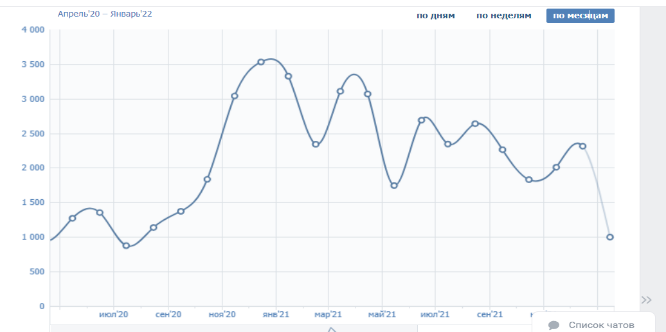 Апрель'20 – Январь'22
по дням по неделям по месяцам
4 000
3 500
3 000
2 500
2 000
1 500
1 000
500
0
июл'20 сен'20 ноя'20 янв'21 мар'21 май'21 июл'21 сен'21
Список чатов